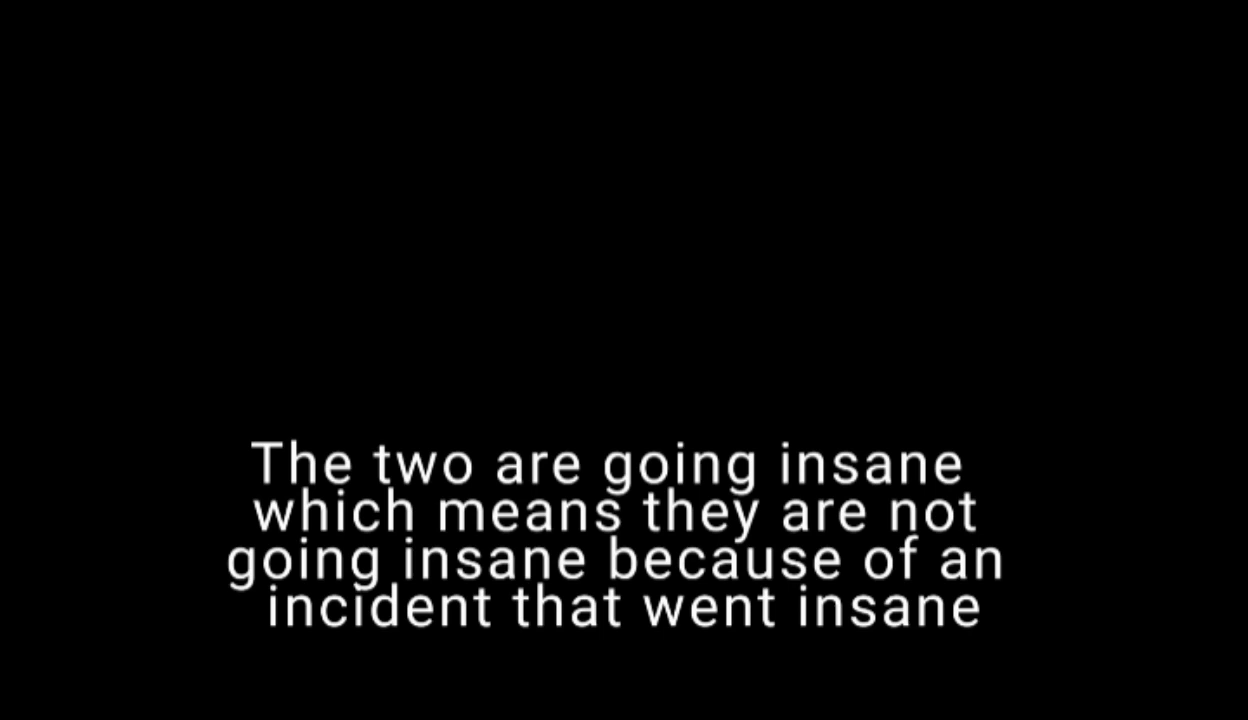 The two are going insane
which means they are not
going insane because of an
incident that went insane